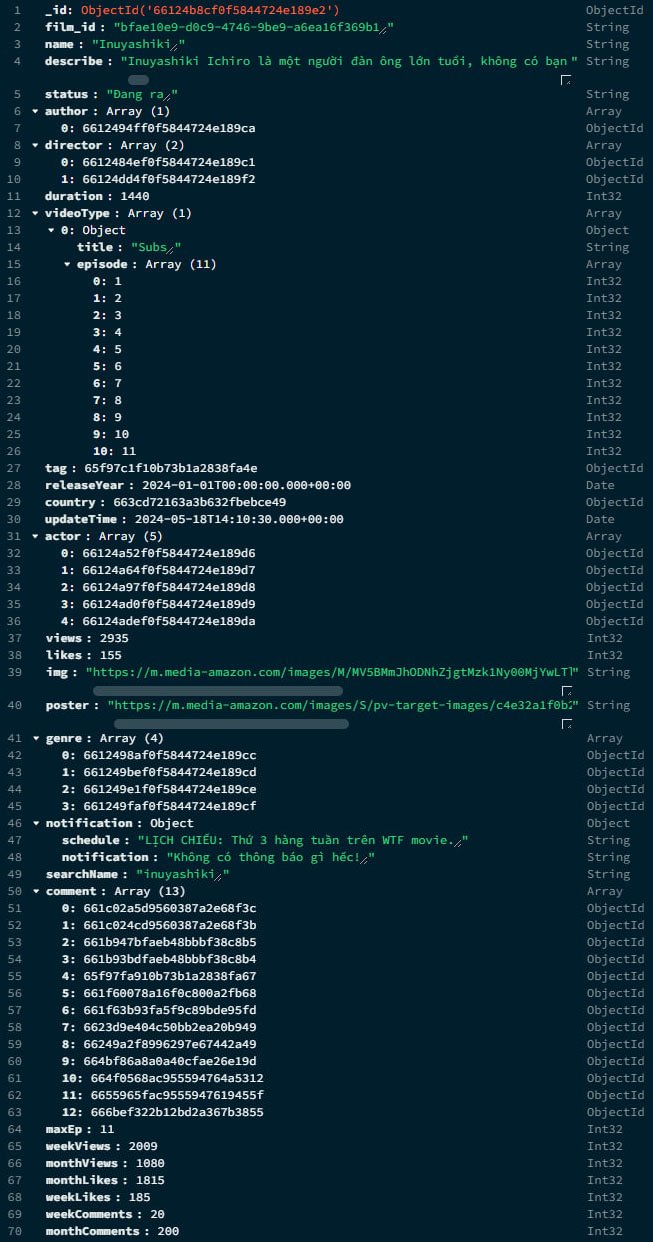 1 _id: ObjectId('66124b8cf0f5844724e189e2') ObjectId
2 film_id : "bfae10e9-d0c9-4746-9be9-a6ea16f369b1" String
3 name : "Inuyashiki" String
4 describe : "Inuyashiki Ichiro là một người đàn ông lớn tuổi, không có bạn" String
5 status : "Đang ra" String
6 author : Array (1) Array
7 0: 6612494ff0f5844724e189ca ObjectId
8 director : Array (2) Array
9 0: 6612484ef0f5844724e189c1 ObjectId
10 1: 66124dd4f0f5844724e189f2 ObjectId
11 duration : 1440 Int32
12 videoType : Array (1) Array
13 0: Object Object
14 title : "Subs" String
15 episode : Array (11) Array
16 0: 1 Int32
17 1: 2 Int32
18 2: 3 Int32
19 3: 4 Int32
20 4: 5 Int32
21 5: 6 Int32
22 6: 7 Int32
23 7: 8 Int32
24 8: 9 Int32
25 9: 10 Int32
26 10: 11 Int32
27 tag : 65f97c1f10b73b1a2838fa4e ObjectId
28 releaseYear : 2024-01-01T00:00:00.000+00:00 Date
29 country : 663cd72163a3b632fbebce49 ObjectId
30 updateTime : 2024-05-18T14:10:30.000+00:00 Date
31 actor : Array (5) Array
32 0: 66124a52f0f5844724e189d6 ObjectId
33 1: 66124a64f0f5844724e189d7 ObjectId
34 2: 66124a97f0f5844724e189d8 ObjectId
35 3: 66124ad0f0f5844724e189d9 ObjectId
36 4: 66124adef0f5844724e189da ObjectId
37 views : 2935 Int32
38 likes : 155 Int32
39 img : "https://m.media-amazon.com/images/M/MV5BMmJhODNhZjgtMzk1Ny00MjYwLTl" String
40 poster : "https://m.media-amazon.com/images/S/pv-target-images/c4e32a1f0b2" String
41 genre : Array (4) Array
42 0: 6612498af0f5844724e189cc ObjectId
43 1: 661249bef0f5844724e189cd ObjectId
44 2: 661249e1f0f5844724e189ce ObjectId
45 3: 661249faf0f5844724e189cf ObjectId
46 notification : Object Object
47 schedule : "LỊCH CHIẾU: Thứ 3 hàng tuần trên WTF movie." String
48 notification : "Không có thông báo gì hếc!" String
49 searchName : "inuyashiki" String
50 comment : Array (13) Array
51 0: 661c02a5d9560387a2e68f3c ObjectId
52 1: 661c024cd9560387a2e68f3b ObjectId
53 2: 661b947bfaeb48bbbf38c8b5 ObjectId
54 3: 661b93bdfaeb48bbbf38c8b4 ObjectId
55 4: 65f97fa910b73b1a2838fa67 ObjectId
56 5: 661f60078a16f0c800a2fb68 ObjectId
57 6: 661f63b93fa5f9c89bde95fd ObjectId
58 7: 6623d9e404c50bb2ea20b949 ObjectId
59 8: 66249a2f8996297e67442a49 ObjectId
60 9: 664bf86a8a0a40cfae26e19d ObjectId
61 10: 664f0568ac955594764a5312 ObjectId
62 11: 6655965fac9555947619455f ObjectId
63 12: 666bef322b12bd2a367b3855 ObjectId
64 maxEp : 11 Int32
65 weekViews : 2009 Int32
66 monthViews : 1080 Int32
67 monthLikes : 1815 Int32
68 weekLikes : 185 Int32
69 weekComments : 20 Int32
70 monthComments : 200 Int32